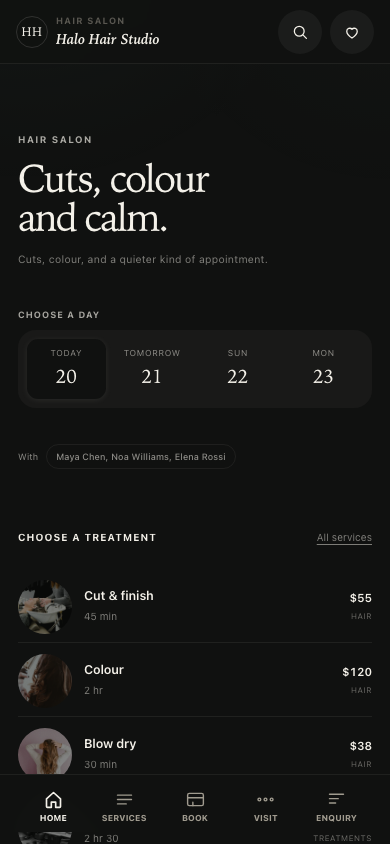 HH
HAIR SALON
Halo Hair Studio
HAIR SALON
Cuts, colour
and calm.
Cuts, colour, and a quieter kind of appointment.
CHOOSE A DAY
TODAY TOMORROW SUN MON
20 21 22 23
With Maya Chen, Noa Williams, Elena Rossi
CHOOSE A TREATMENT All services
Cut & finish $55
45 min HAIR
Colour $120
2 hr HAIR
Blow dry $38
30 min HAIR
HOME SERVICES BOOK VISIT ENQUIRY
2 hr 30 TREATMENTS